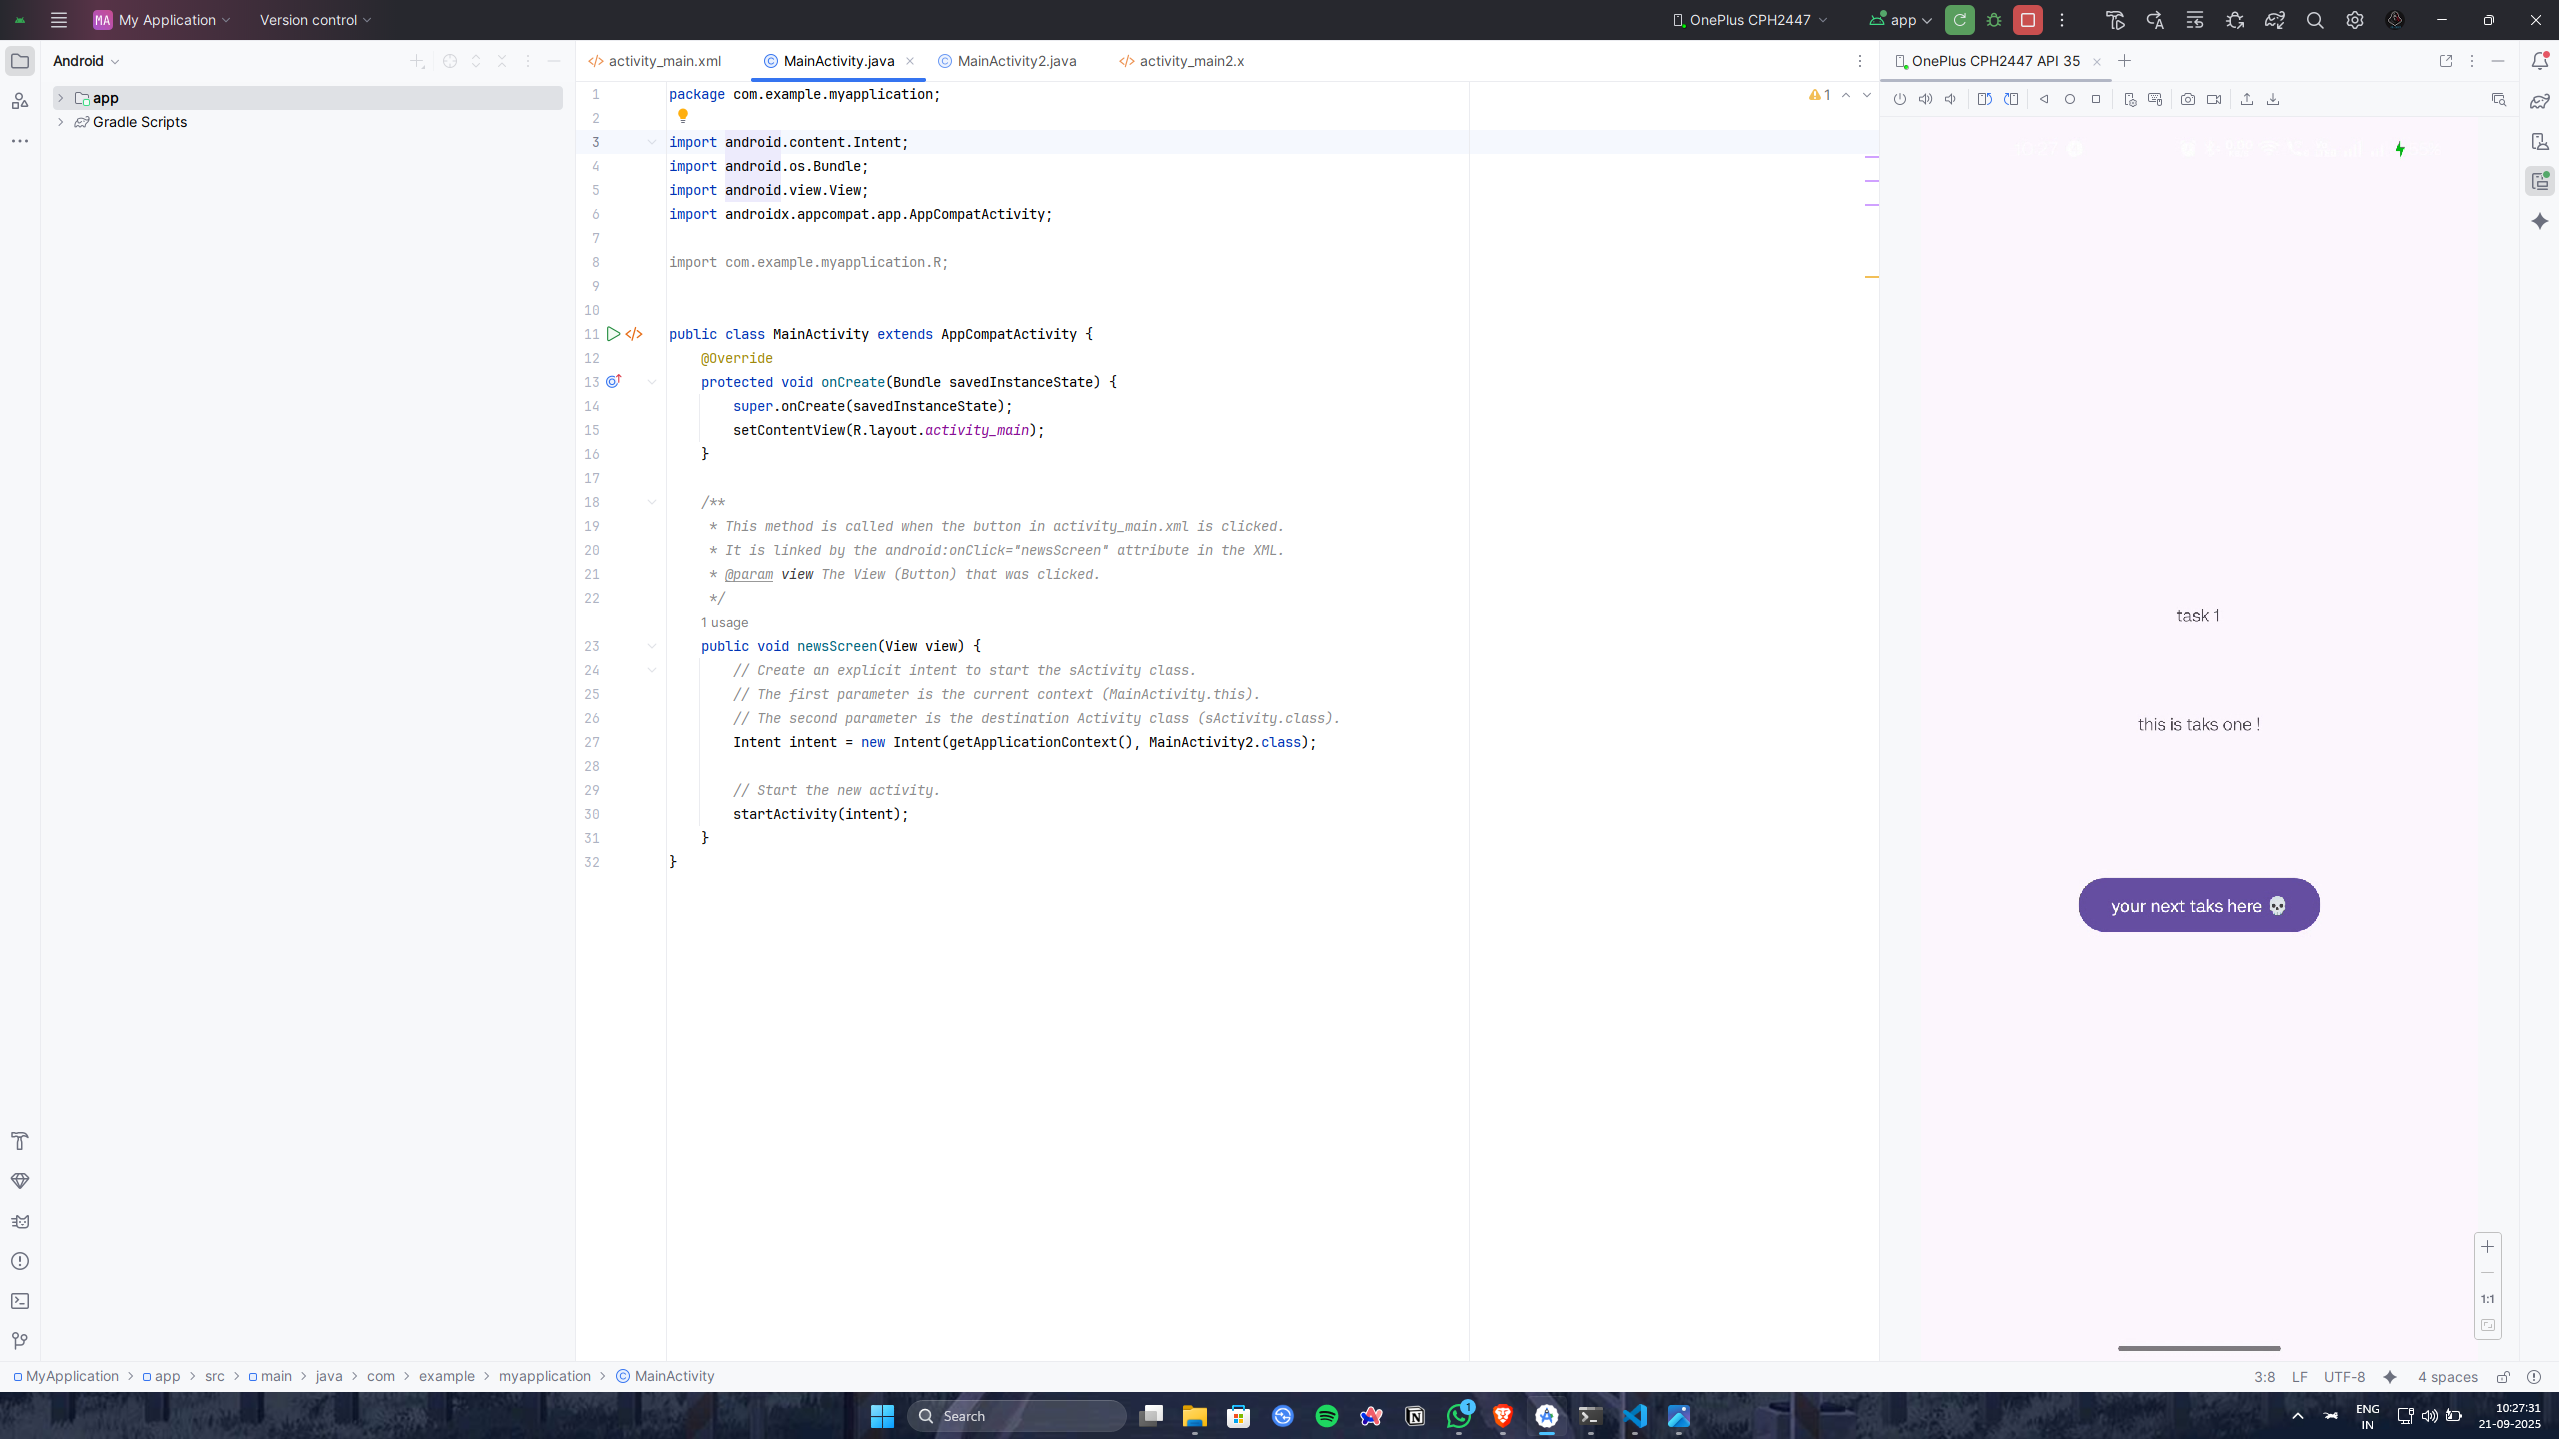 MA My Application
Version control
OnePlus CPH2447
app
Android
app
Gradle Scripts
activity_main.xml
MainActivity.java
MainActivity2.java
activity_main2.x
1
1 package com.example.myapplication;
2
3 import android.content.Intent;
4 import android.os.Bundle;
5 import android.view.View;
6 import androidx.appcompat.app.AppCompatActivity;
7
8 import com.example.myapplication.R;
9
10
11 public class MainActivity extends AppCompatActivity {
12 @Override
13 protected void onCreate(Bundle savedInstanceState) {
14 super.onCreate(savedInstanceState);
15 setContentView(R.layout.activity_main);
16 }
17
18 /**
19 * This method is called when the button in activity_main.xml is clicked.
20 * It is linked by the android:onClick="newsScreen" attribute in the XML.
21 * @param view The View (Button) that was clicked.
22 */
1 usage
23 public void newsScreen(View view) {
24 // Create an explicit intent to start the sActivity class.
25 // The first parameter is the current context (MainActivity.this).
26 // The second parameter is the destination Activity class (sActivity.class).
27 Intent intent = new Intent(getApplicationContext(), MainActivity2.class);
28
29 // Start the new activity.
30 startActivity(intent);
31 }
32 }
OnePlus CPH2447 API 35
task 1
this is taks one !
your next taks here 💀
1:1
MyApplication > app > src > main > java > com > example > myapplication > MainActivity
3:8 LF UTF-8 4 spaces
Search
1
ENG
IN
10:27:31
21-09-2025